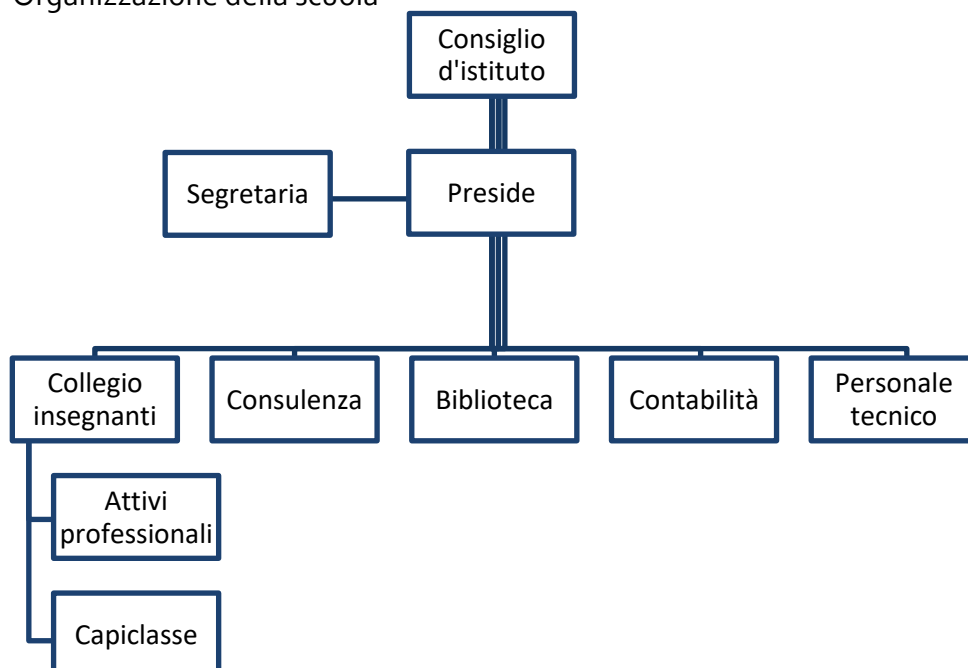 Organizzazione della scuola
Consiglio
d'istituto
Segretaria
Preside
Collegio
insegnanti
Consulenza
Biblioteca
Contabilità
Personale
tecnico
Attivi
professionali
Capiclasse